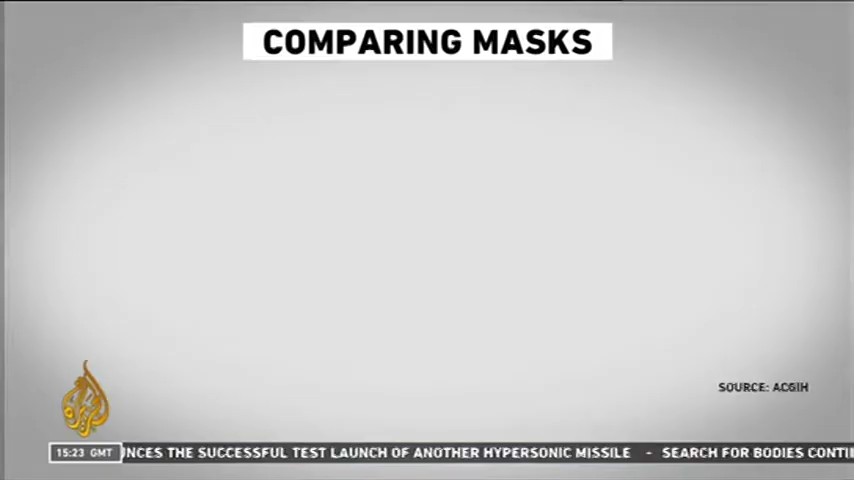 COMPARING MASKS
SOURCE: ACGIH
15:23 GMT
NCES THE SUCCESSFUL TEST LAUNCH OF ANOTHER HYPERSONIC MISSILE - SEARCH FOR BODIES CONTI